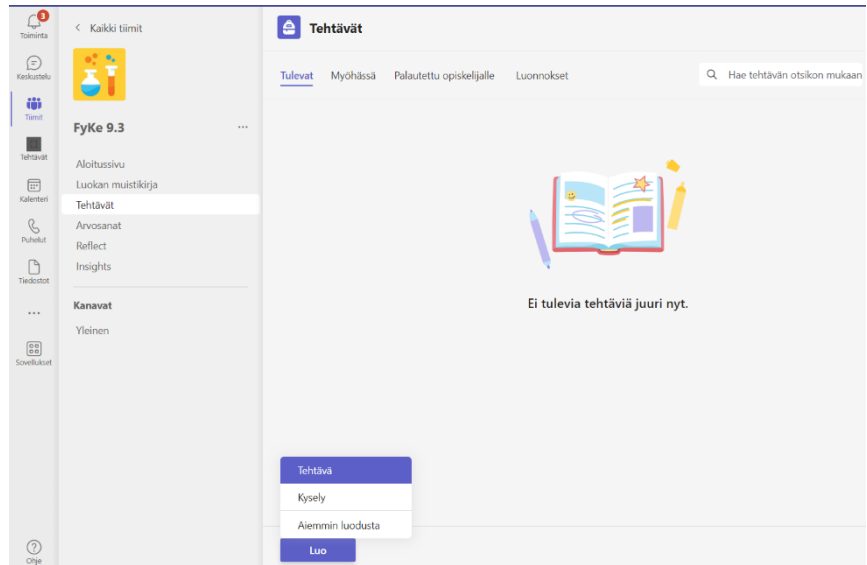 3
Toiminta
Keskustelu
Tiimit
Tehtävät
Kalenteri
Puhelut
Tiedostot
...
Sovellukset
Ohje
< Kaikki tiimit
FyKe 9.3 ...
Aloitussivu
Luokan muistikirja
Tehtävät
Arvosanat
Reflect
Insights
Kanavat
Yleinen
Tehtävät
Tulevat Myöhässä Palautettu opiskelijalle Luonnokset Hae tehtävän otsikon mukaan
Ei tulevia tehtäviä juuri nyt.
Tehtävä
Kysely
Aiemmin luodusta
Luo